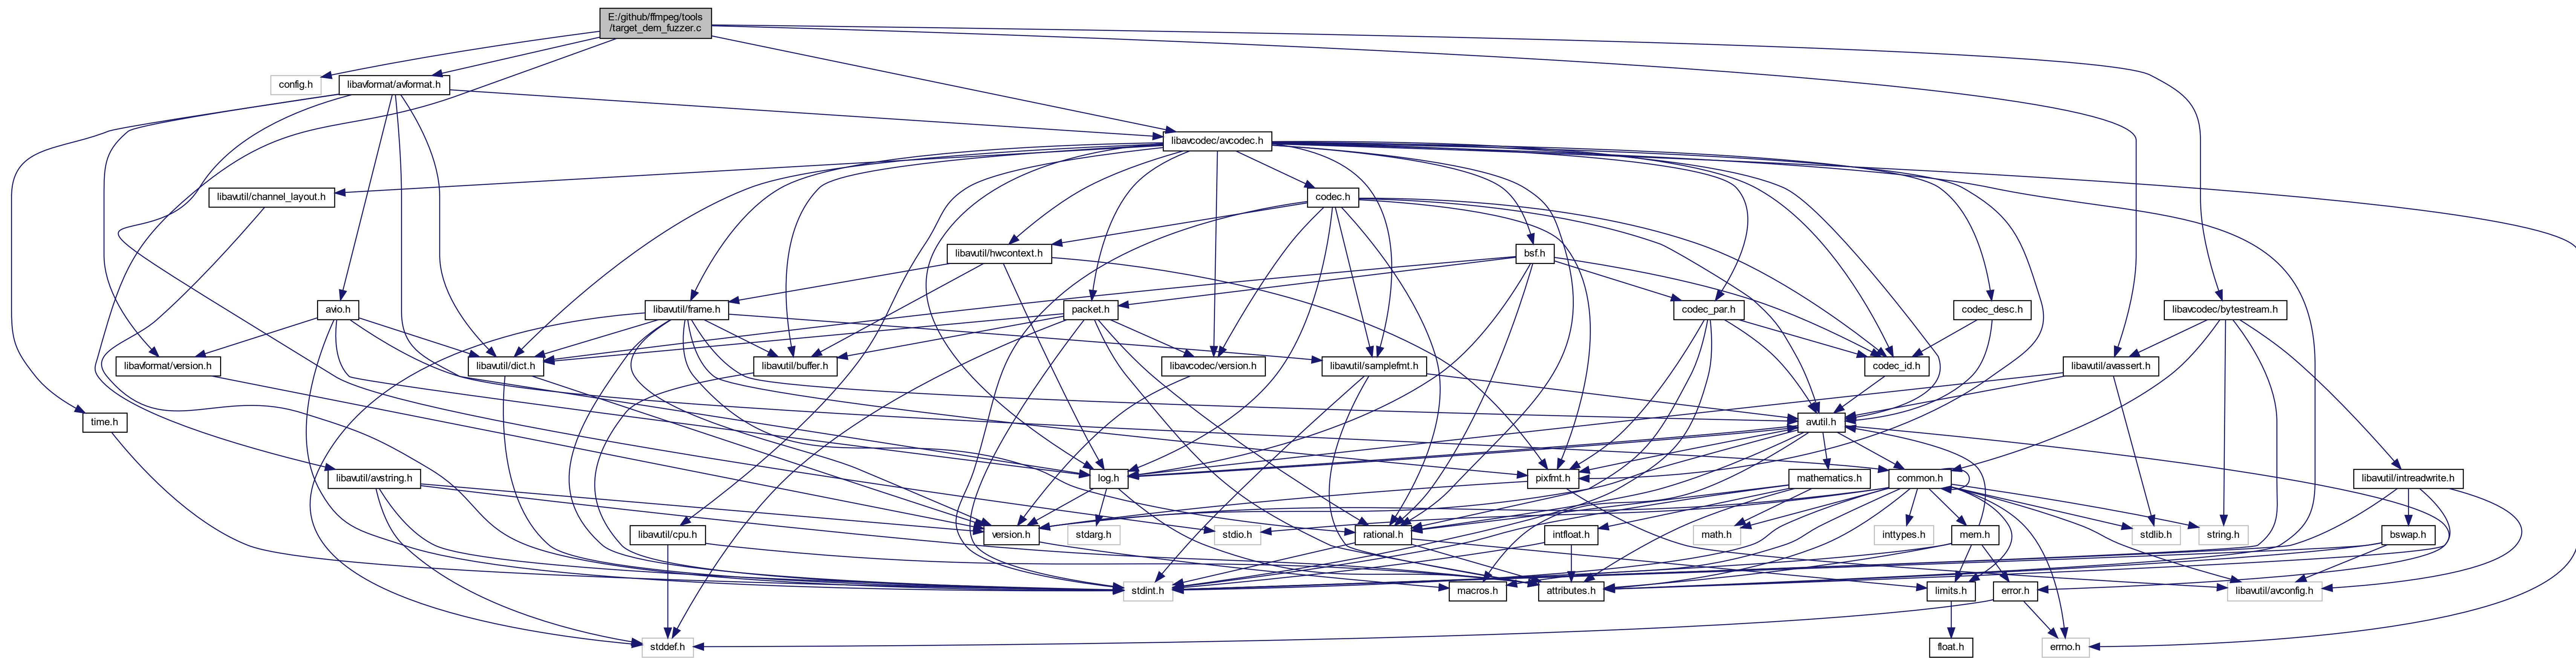 E:/github/ffmpeg/tools
/target_dem_fuzzer.c
config.h
libavformat/avformat.h
libavcodec/avcodec.h
libavutil/channel_layout.h
codec.h
libavutil/hwcontext.h
bsf.h
avio.h
libavutil/frame.h
packet.h
codec_par.h
codec_desc.h
libavcodec/bytestream.h
libavformat/version.h
libavutil/dict.h
libavutil/buffer.h
libavcodec/version.h
libavutil/samplefmt.h
codec_id.h
libavutil/avassert.h
time.h
avutil.h
libavutil/avstring.h
log.h
pixfmt.h
mathematics.h
common.h
libavutil/intreadwrite.h
libavutil/cpu.h
version.h
stdarg.h
stdio.h
rational.h
intfloat.h
math.h
inttypes.h
mem.h
stdlib.h
string.h
bswap.h
stdint.h
macros.h
attributes.h
limits.h
error.h
libavutil/avconfig.h
stddef.h
float.h
errno.h